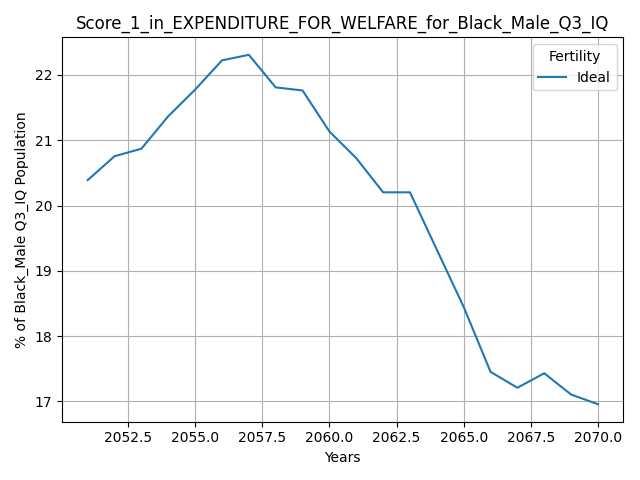 Score_1_in_EXPENDITURE_FOR_WELFARE_for_Black_Male_Q3_IQ
Fertility
Ideal
% of Black_Male Q3_IQ Population
22
21
20
19
18
17
2052.5 2055.0 2057.5 2060.0 2062.5 2065.0 2067.5 2070.0
Years